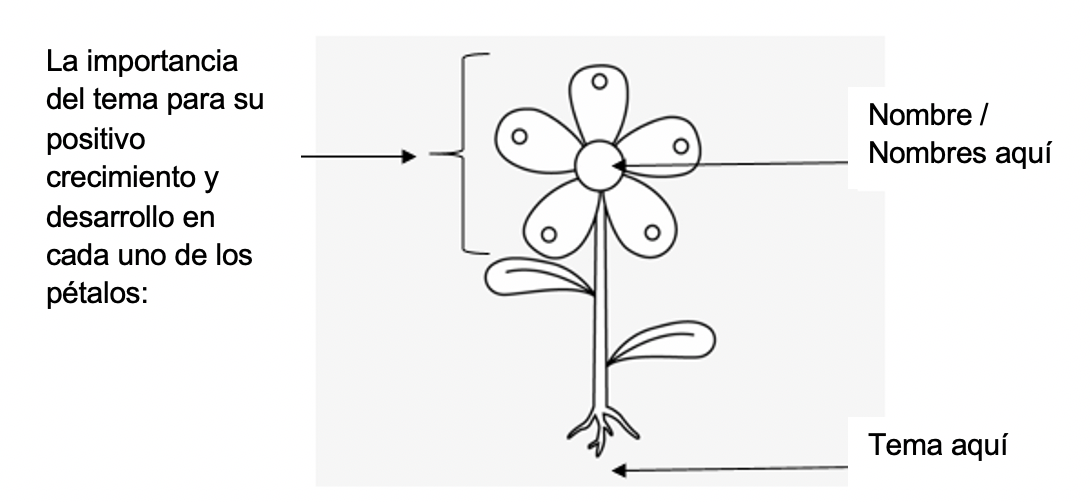 La importancia
del tema para su
positivo
crecimiento y
desarrollo en
cada uno de los
pétalos:
Nombre /
Nombres aquí
Tema aquí